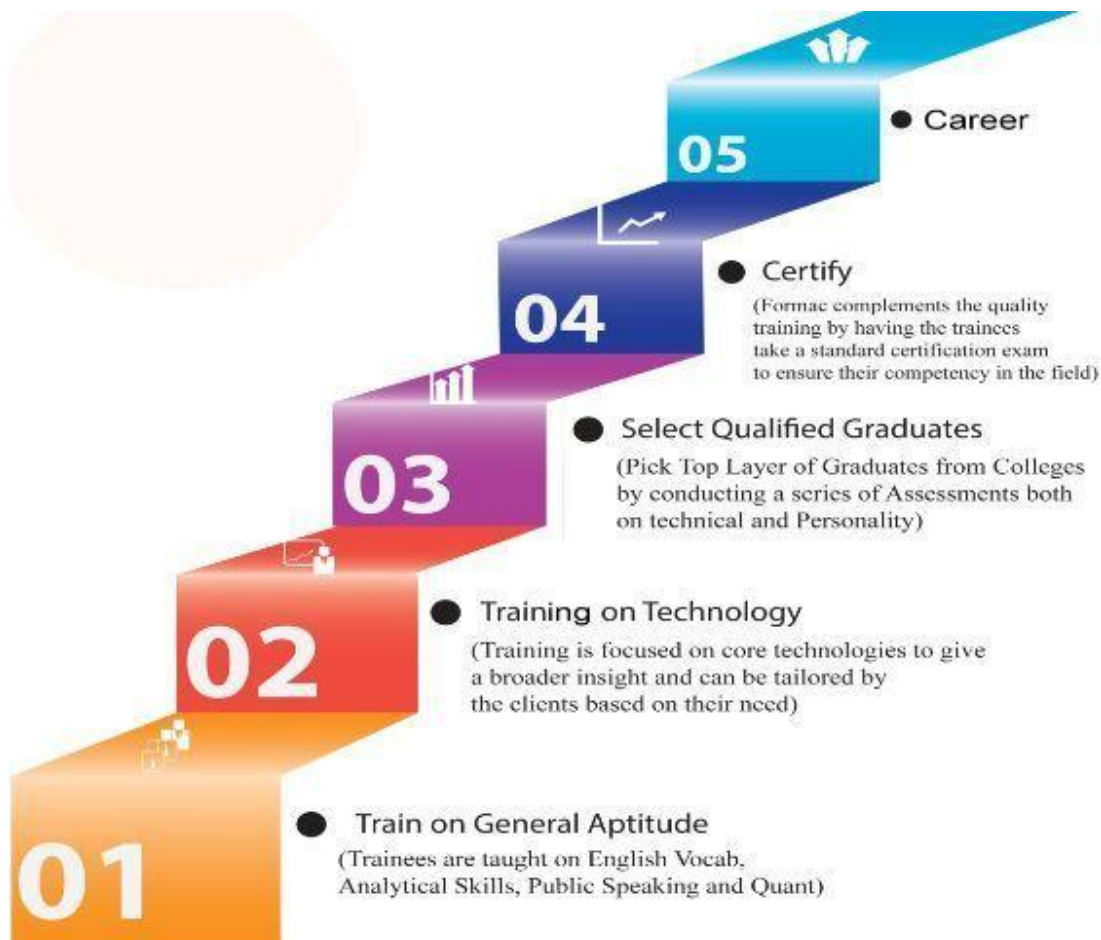 05
● Career
04
● Certify
(Formac complements the quality
training by having the trainees
take a standard certification exam
to ensure their competency in the field)
03
● Select Qualified Graduates
(Pick Top Layer of Graduates from Colleges
by conducting a series of Assessments both
on technical and Personality)
02
● Training on Technology
(Training is focused on core technologies to give
a broader insight and can be tailored by
the clients based on their need)
01
● Train on General Aptitude
(Trainees are taught on English Vocab,
Analytical Skills, Public Speaking and Quant)